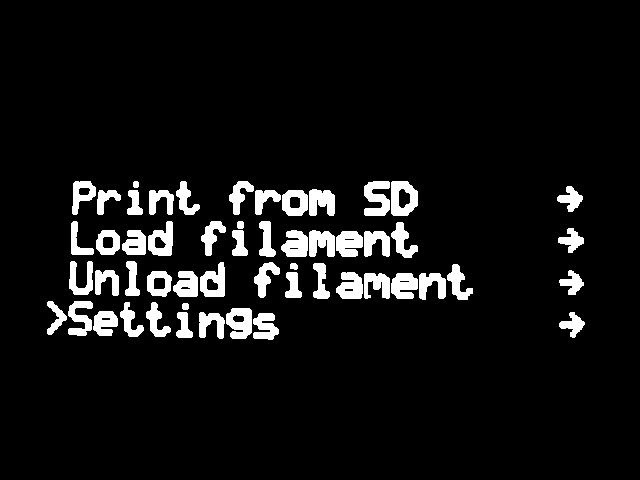 Print from SD →
Load filament →
Unload filament →
>Settings →